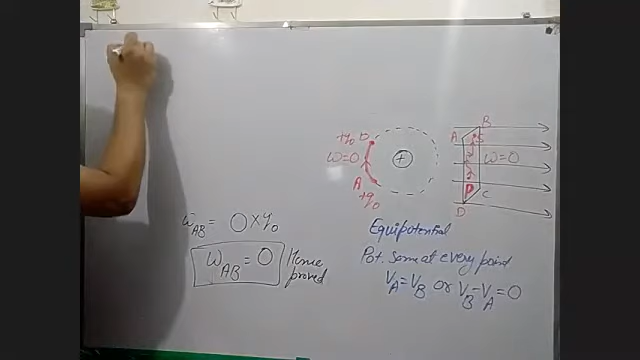 W_AB = 0 × q₀
W_AB = 0 Hence proved
+q₀ D
W=0
A
+q₀
+
A B
S
W=0
P
C
D
Equipotential
Pot. Same at every point
V_A = V_B or V_B - V_A = 0